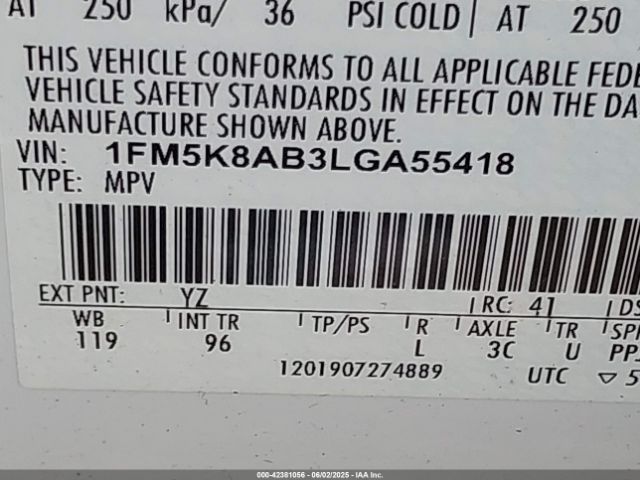 AT 250 kPa/ 36 PSI COLD | AT 250
THIS VEHICLE CONFORMS TO ALL APPLICABLE FEDE
VEHICLE SAFETY STANDARDS IN EFFECT ON THE DA
MANUFACTURE SHOWN ABOVE.
VIN: 1FM5K8AB3LGA55418
TYPE: MPV
EXT PNT: YZ RC: 41 DS
WB INT TR TP/PS R AXLE TR SPR
119 96 L 3C U PP
1201907274889 UTC ▽ 5
000-42381056 - 06/02/2025 - IAA Inc.